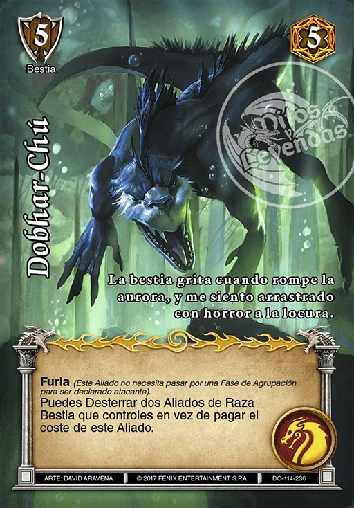 5
Bestia
5
Mitos
y
Leyendas
Dobhar-Chú
La bestia grita cuando rompe la
aurora, y me siento arrastrado
con horror a la locura.
Furia (Este Aliado no necesita pasar por una Fase de Agrupación
para ser declarado atacante).
Puedes Desterrar dos Aliados de Raza
Bestia que controles en vez de pagar el
coste de este Aliado.
ARTE: DAVID ARAVENA
© 2017 FENIX ENTERTAINMENT S.P.A.
DC-114-236